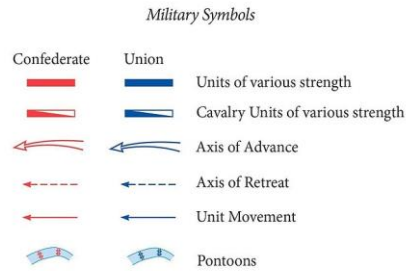 Military Symbols
Confederate Union
Units of various strength
Cavalry Units of various strength
Axis of Advance
Axis of Retreat
Unit Movement
Pontoons